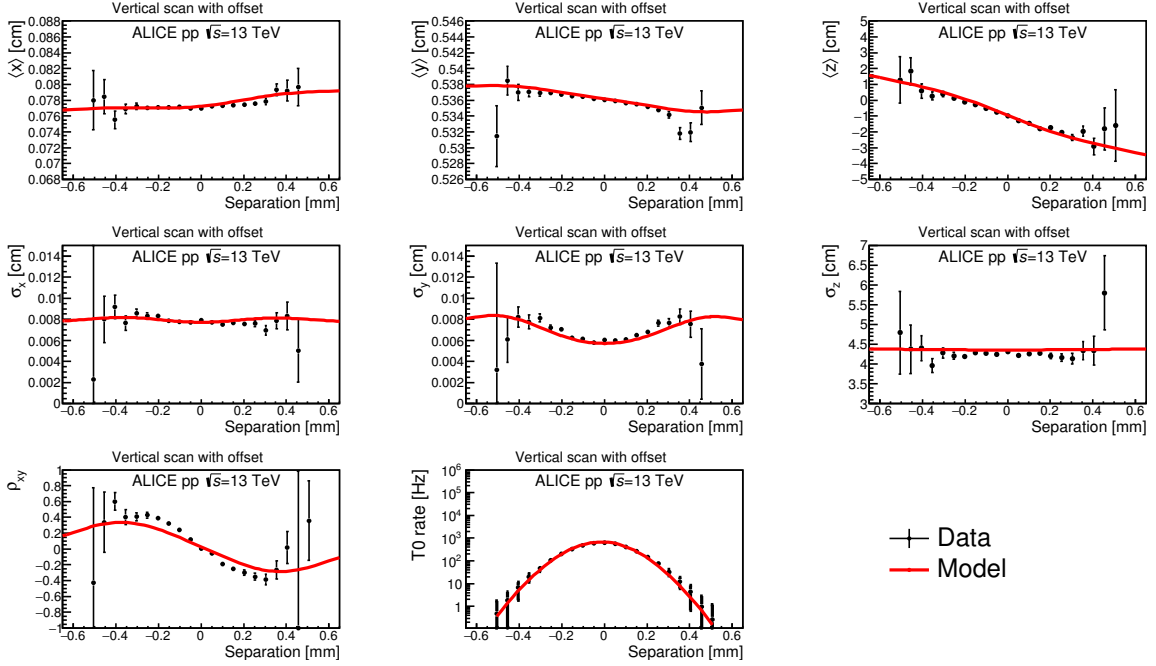 Vertical scan with offset
ALICE pp √s=13 TeV
⟨x⟩ [cm]
0.088
0.086
0.084
0.082
0.08
0.078
0.076
0.074
0.072
0.07
0.068
−0.6 −0.4 −0.2 0 0.2 0.4 0.6
Separation [mm]
Vertical scan with offset
ALICE pp √s=13 TeV
⟨y⟩ [cm]
0.546
0.544
0.542
0.54
0.538
0.536
0.534
0.532
0.53
0.528
0.526
−0.6 −0.4 −0.2 0 0.2 0.4 0.6
Separation [mm]
Vertical scan with offset
ALICE pp √s=13 TeV
⟨z⟩ [cm]
5
4
3
2
1
0
−1
−2
−3
−4
−5
−0.6 −0.4 −0.2 0 0.2 0.4 0.6
Separation [mm]
Vertical scan with offset
ALICE pp √s=13 TeV
σx [cm]
0.014
0.012
0.01
0.008
0.006
0.004
0.002
0
−0.6 −0.4 −0.2 0 0.2 0.4 0.6
Separation [mm]
Vertical scan with offset
ALICE pp √s=13 TeV
σy [cm]
0.014
0.012
0.01
0.008
0.006
0.004
0.002
0
−0.6 −0.4 −0.2 0 0.2 0.4 0.6
Separation [mm]
Vertical scan with offset
ALICE pp √s=13 TeV
σz [cm]
7
6.5
6
5.5
5
4.5
4
3.5
3
−0.6 −0.4 −0.2 0 0.2 0.4 0.6
Separation [mm]
Vertical scan with offset
ALICE pp √s=13 TeV
ρxy
1
0.8
0.6
0.4
0.2
0
−0.2
−0.4
−0.6
−0.8
−1
−0.6 −0.4 −0.2 0 0.2 0.4 0.6
Separation [mm]
Vertical scan with offset
ALICE pp √s=13 TeV
T0 rate [Hz]
10⁶
10⁵
10⁴
10³
10²
10
1
−0.6 −0.4 −0.2 0 0.2 0.4 0.6
Separation [mm]
Data
Model